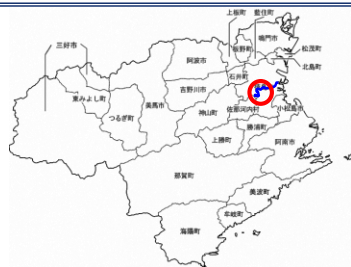 上板町
藍住町
鳴門市
三好市
板野町
松茂町
阿波市
北島町
石井町
東みよし町
美馬市
吉野川市
つるぎ町
神山町
佐那河内村
小松島市
勝浦町
上勝町
阿南市
那賀町
美波町
牟岐町
海陽町